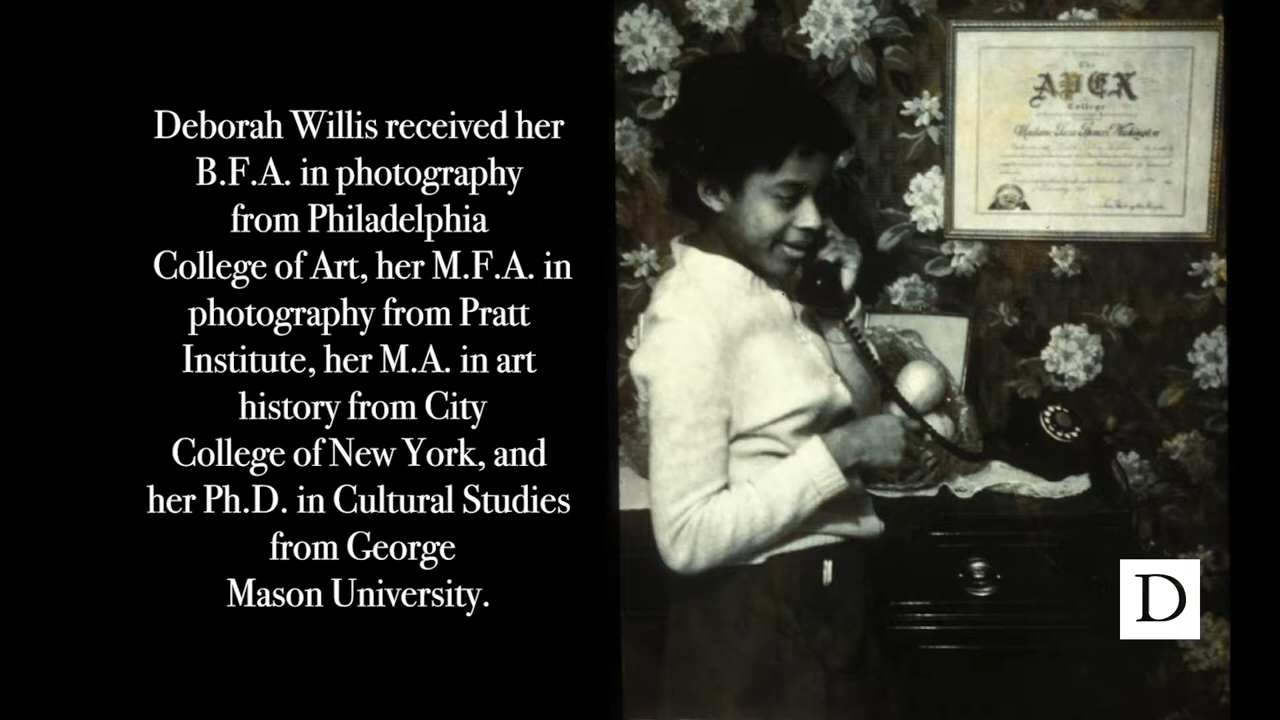 Deborah Willis received her
B.F.A. in photography
from Philadelphia
College of Art, her M.F.A. in
photography from Pratt
Institute, her M.A. in art
history from City
College of New York, and
her Ph.D. in Cultural Studies
from George
Mason University.
The
APEX
College
D